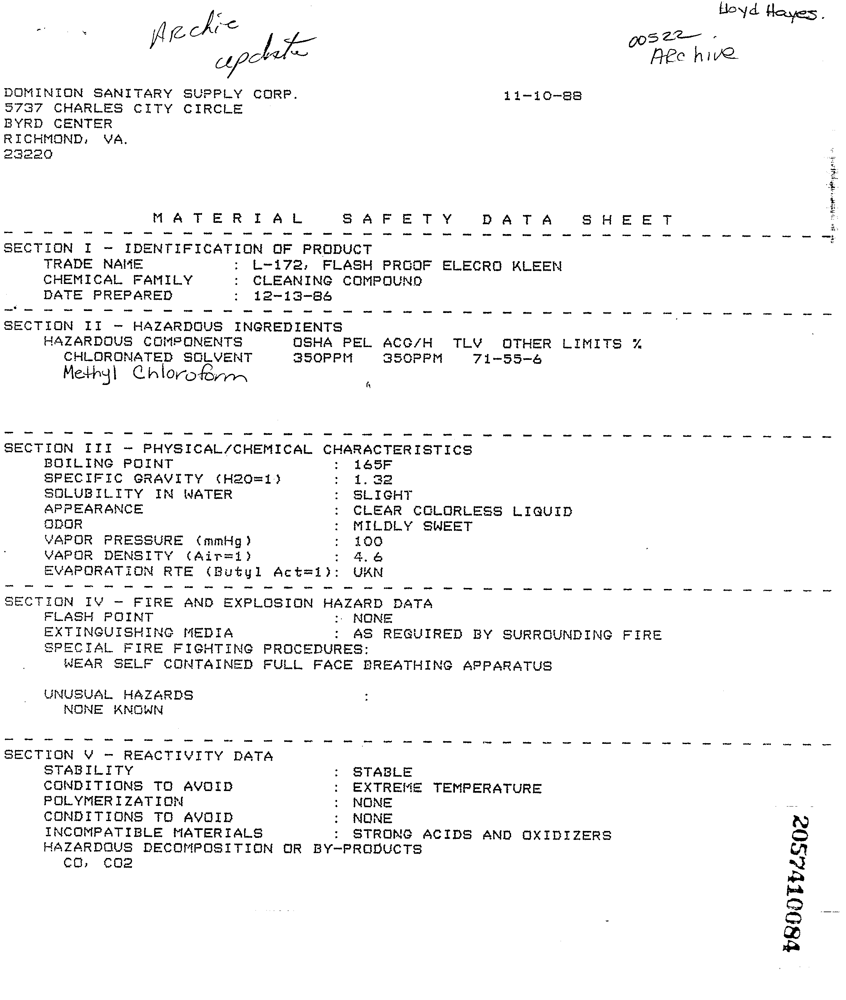 Lloyd Hayes.
Archie
update
00522
Archive
DOMINION SANITARY SUPPLY CORP. 11-10-88
5737 CHARLES CITY CIRCLE
BYRD CENTER
RICHMOND, VA.
23220
MATERIAL SAFETY DATA SHEET
SECTION I - IDENTIFICATION OF PRODUCT
TRADE NAME : L-172, FLASH PROOF ELECRO KLEEN
CHEMICAL FAMILY : CLEANING COMPOUND
DATE PREPARED : 12-13-86
SECTION II - HAZARDOUS INGREDIENTS
HAZARDOUS COMPONENTS OSHA PEL ACG/H TLV OTHER LIMITS %
CHLORONATED SOLVENT 350PPM 350PPM 71-55-6
Methyl Chloroform
SECTION III - PHYSICAL/CHEMICAL CHARACTERISTICS
BOILING POINT : 165F
SPECIFIC GRAVITY (H2O=1) : 1.32
SOLUBILITY IN WATER : SLIGHT
APPEARANCE : CLEAR COLORLESS LIQUID
ODOR : MILDLY SWEET
VAPOR PRESSURE (mmHg) : 100
VAPOR DENSITY (Air=1) : 4.6
EVAPORATION RTE (Butyl Act=1): UKN
SECTION IV - FIRE AND EXPLOSION HAZARD DATA
FLASH POINT : NONE
EXTINGUISHING MEDIA : AS REQUIRED BY SURROUNDING FIRE
SPECIAL FIRE FIGHTING PROCEDURES:
WEAR SELF CONTAINED FULL FACE BREATHING APPARATUS
UNUSUAL HAZARDS :
NONE KNOWN
SECTION V - REACTIVITY DATA
STABILITY : STABLE
CONDITIONS TO AVOID : EXTREME TEMPERATURE
POLYMERIZATION : NONE
CONDITIONS TO AVOID : NONE
INCOMPATIBLE MATERIALS : STRONG ACIDS AND OXIDIZERS
HAZARDOUS DECOMPOSITION OR BY-PRODUCTS
CO, CO2
2057410084